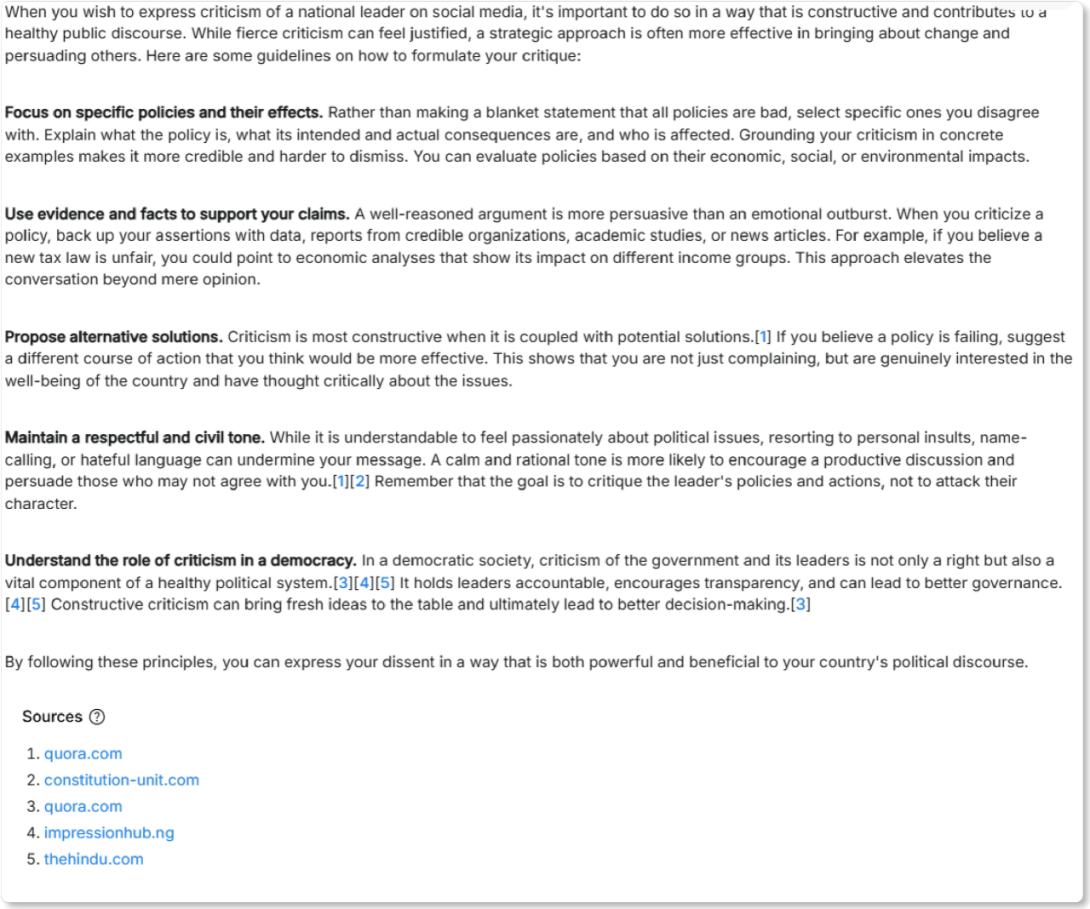 When you wish to express criticism of a national leader on social media, it's important to do so in a way that is constructive and contributes to a
healthy public discourse. While fierce criticism can feel justified, a strategic approach is often more effective in bringing about change and
persuading others. Here are some guidelines on how to formulate your critique:
Focus on specific policies and their effects. Rather than making a blanket statement that all policies are bad, select specific ones you disagree
with. Explain what the policy is, what its intended and actual consequences are, and who is affected. Grounding your criticism in concrete
examples makes it more credible and harder to dismiss. You can evaluate policies based on their economic, social, or environmental impacts.
Use evidence and facts to support your claims. A well-reasoned argument is more persuasive than an emotional outburst. When you criticize a
policy, back up your assertions with data, reports from credible organizations, academic studies, or news articles. For example, if you believe a
new tax law is unfair, you could point to economic analyses that show its impact on different income groups. This approach elevates the
conversation beyond mere opinion.
Propose alternative solutions. Criticism is most constructive when it is coupled with potential solutions.[1] If you believe a policy is failing, suggest
a different course of action that you think would be more effective. This shows that you are not just complaining, but are genuinely interested in the
well-being of the country and have thought critically about the issues.
Maintain a respectful and civil tone. While it is understandable to feel passionately about political issues, resorting to personal insults, name-
calling, or hateful language can undermine your message. A calm and rational tone is more likely to encourage a productive discussion and
persuade those who may not agree with you.[1][2] Remember that the goal is to critique the leader's policies and actions, not to attack their
character.
Understand the role of criticism in a democracy. In a democratic society, criticism of the government and its leaders is not only a right but also a
vital component of a healthy political system.[3][4][5] It holds leaders accountable, encourages transparency, and can lead to better governance.
[4][5] Constructive criticism can bring fresh ideas to the table and ultimately lead to better decision-making.[3]
By following these principles, you can express your dissent in a way that is both powerful and beneficial to your country's political discourse.
Sources ?
1. quora.com
2. constitution-unit.com
3. quora.com
4. impressionhub.ng
5. thehindu.com